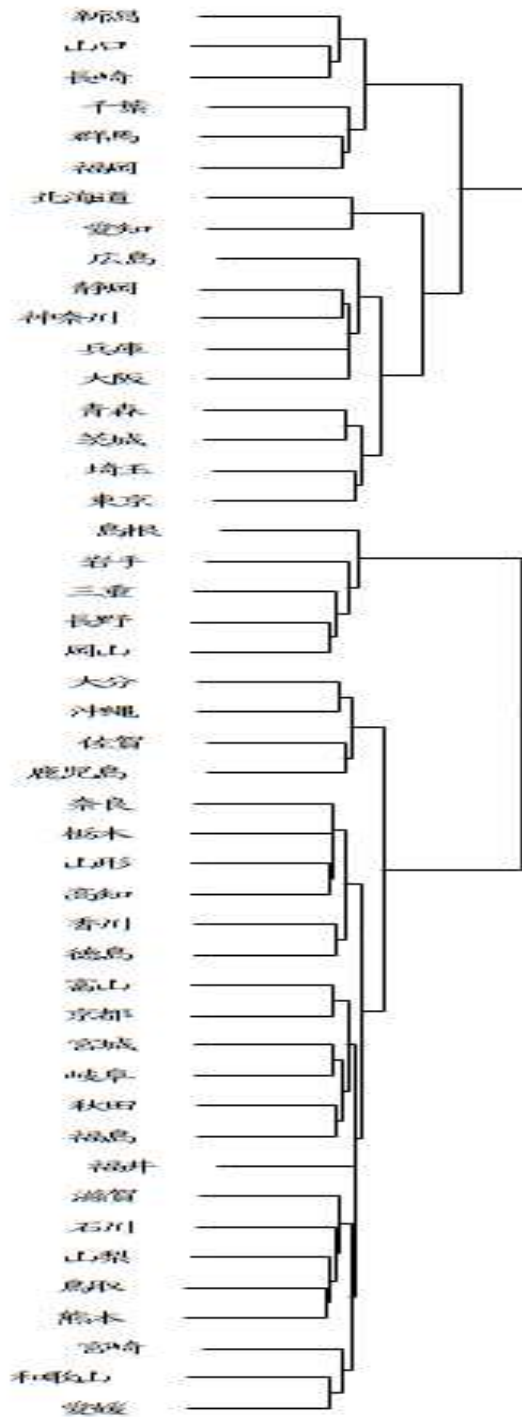 新潟
山口
長崎
千葉
群馬
福岡
北海道
愛知
広島
静岡
神奈川
兵庫
大阪
青森
茨城
埼玉
東京
島根
岩手
三重
長野
岡山
大分
沖縄
佐賀
鹿児島
奈良
栃木
山形
高知
香川
徳島
富山
京都
宮城
岐阜
秋田
福島
福井
滋賀
石川
山梨
鳥取
熊本
宮崎
和歌山
愛媛